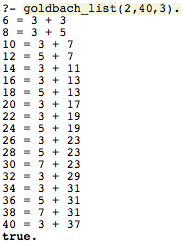 ?- goldbach_list(2,40,3).
6 = 3 + 3
8 = 3 + 5
10 = 3 + 7
12 = 5 + 7
14 = 3 + 11
16 = 3 + 13
18 = 5 + 13
20 = 3 + 17
22 = 3 + 19
24 = 5 + 19
26 = 3 + 23
28 = 5 + 23
30 = 7 + 23
32 = 3 + 29
34 = 3 + 31
36 = 5 + 31
38 = 7 + 31
40 = 3 + 37
true.